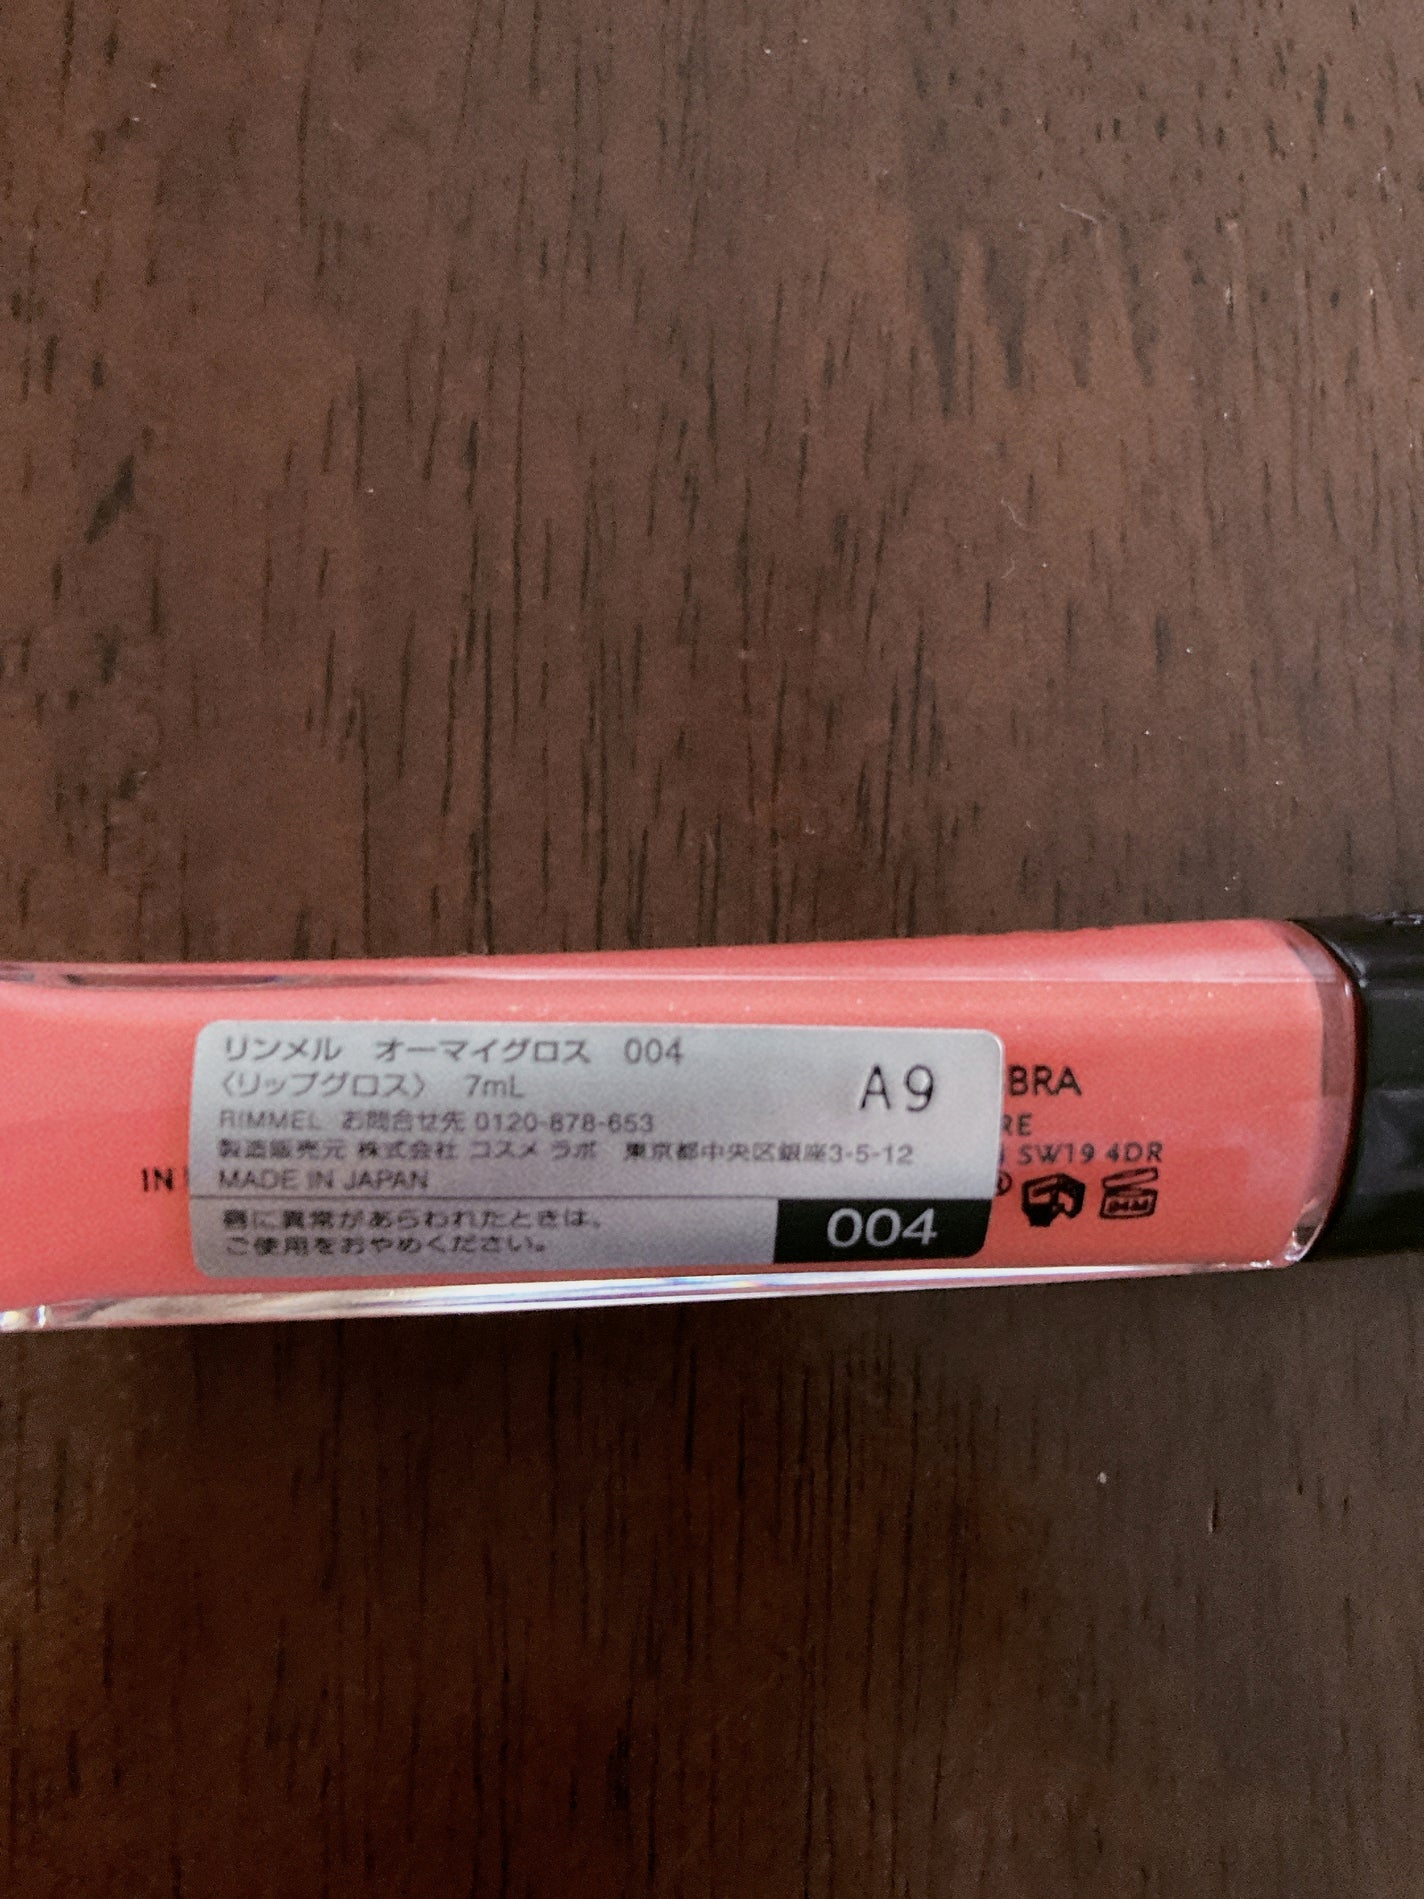 リンメル オーマイグロス 004
〈リップグロス〉 7mL
A9
RIMMEL お問合せ先 0120-878-653
製造販売元 株式会社 コスメ ラボ 東京都中央区銀座3-5-12
MADE IN JAPAN
唇に異常があらわれたときは、
ご使用をおやめください。
004
BRA
RE
SW19 4DR
IN